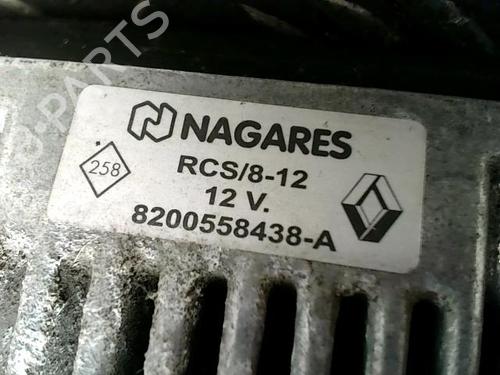 NAGARES
258
RCS/8-12
12 V.
8200558438-A